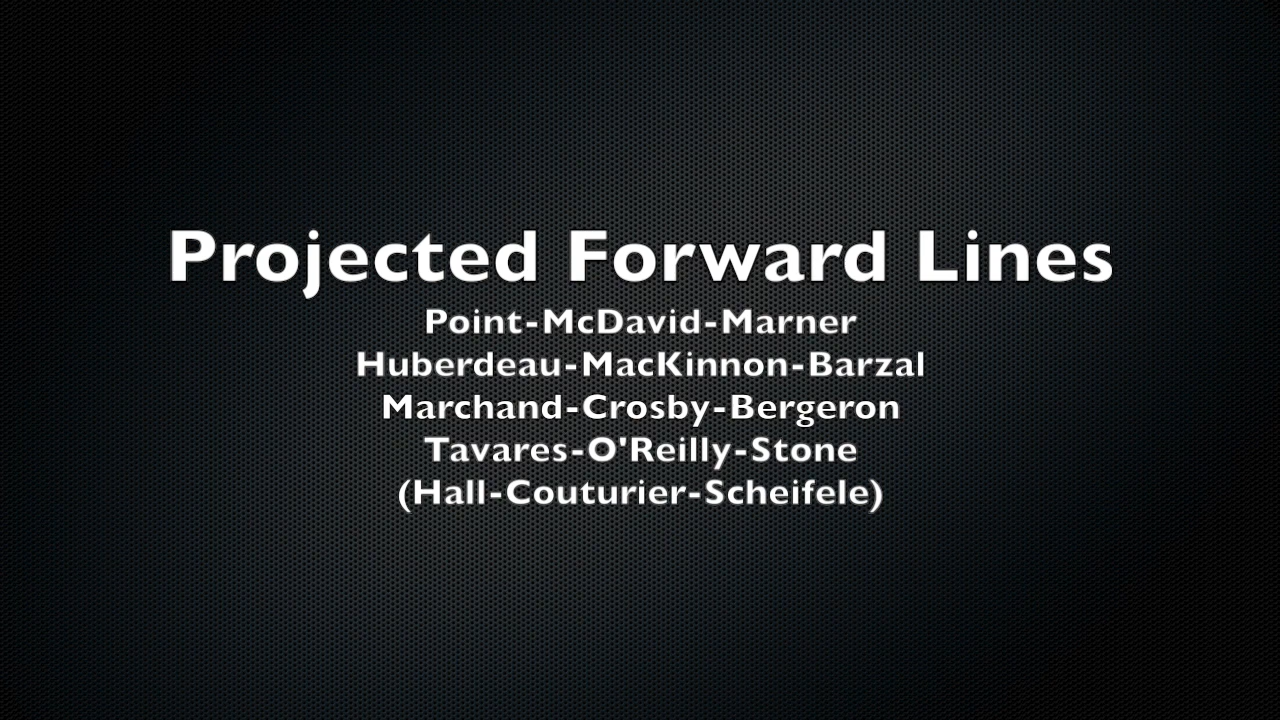 Projected Forward Lines
Point-McDavid-Marner
Huberdeau-MacKinnon-Barzal
Marchand-Crosby-Bergeron
Tavares-O'Reilly-Stone
(Hall-Couturier-Scheifele)